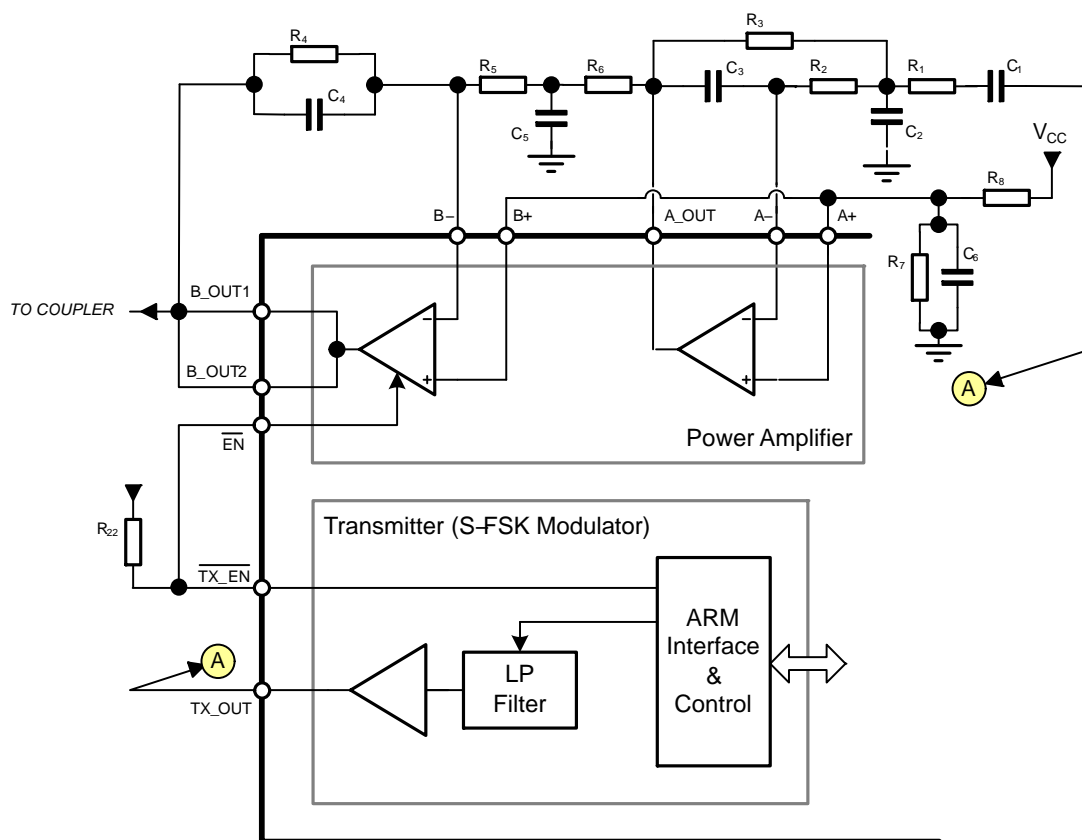 R3
R4
R5
R6
C3
R2
R1
C1
C4
C5
C2
VCC
R8
B−
B+
A_OUT
A−
A+
R7
C6
TO COUPLER
B_OUT1
−
−
B_OUT2
+
+
A
EN
Power Amplifier
Transmitter (S−FSK Modulator)
R22
TX_EN
ARM
Interface
&
Control
A
LP
Filter
TX_OUT